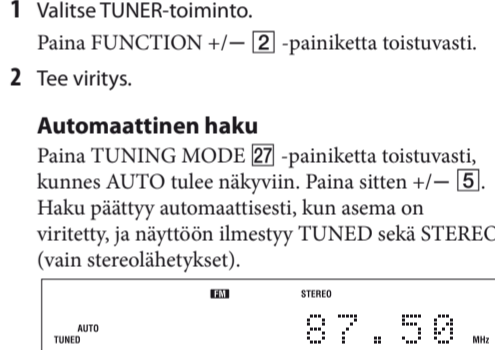 1 Valitse TUNER-toiminto.
Paina FUNCTION +/− 2 -painiketta toistuvasti.
2 Tee viritys.
Automaattinen haku
Paina TUNING MODE 27 -painiketta toistuvasti,
kunnes AUTO tulee näkyviin. Paina sitten +/− 5.
Haku päättyy automaattisesti, kun asema on
viritetty, ja näyttöön ilmestyy TUNED sekä STEREO
(vain stereolähetykset).
FM STEREO
AUTO
TUNED 87.50 MHz